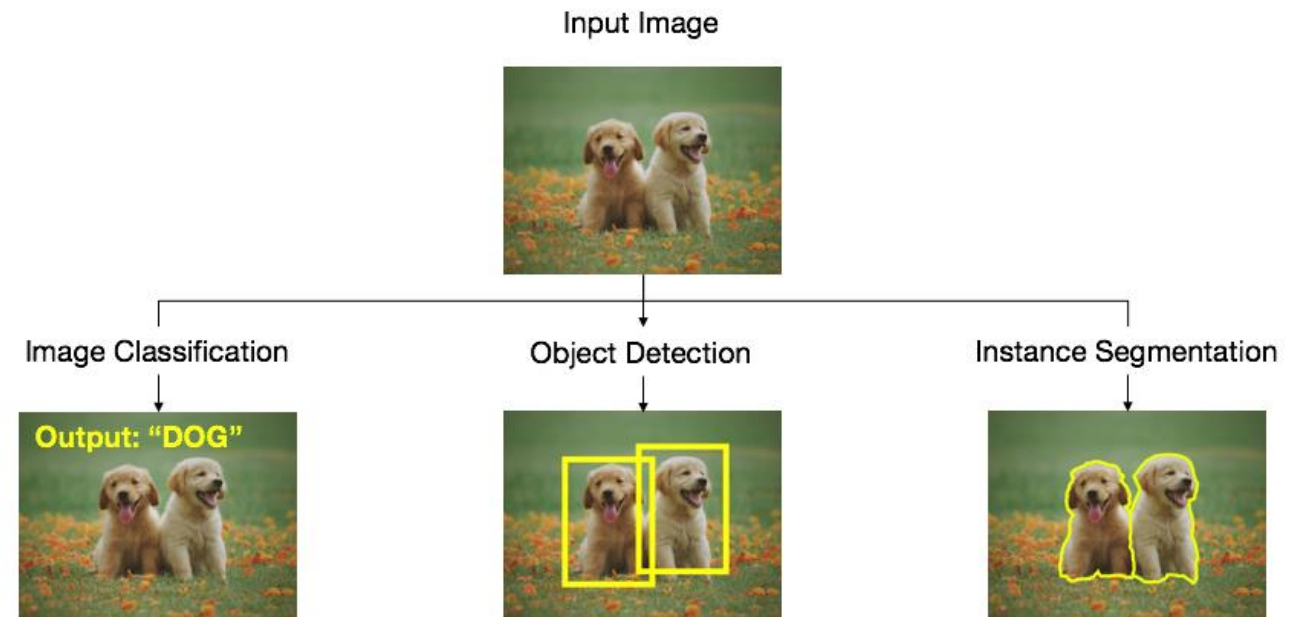 Input Image
Image Classification
Object Detection
Instance Segmentation
Output: “DOG”